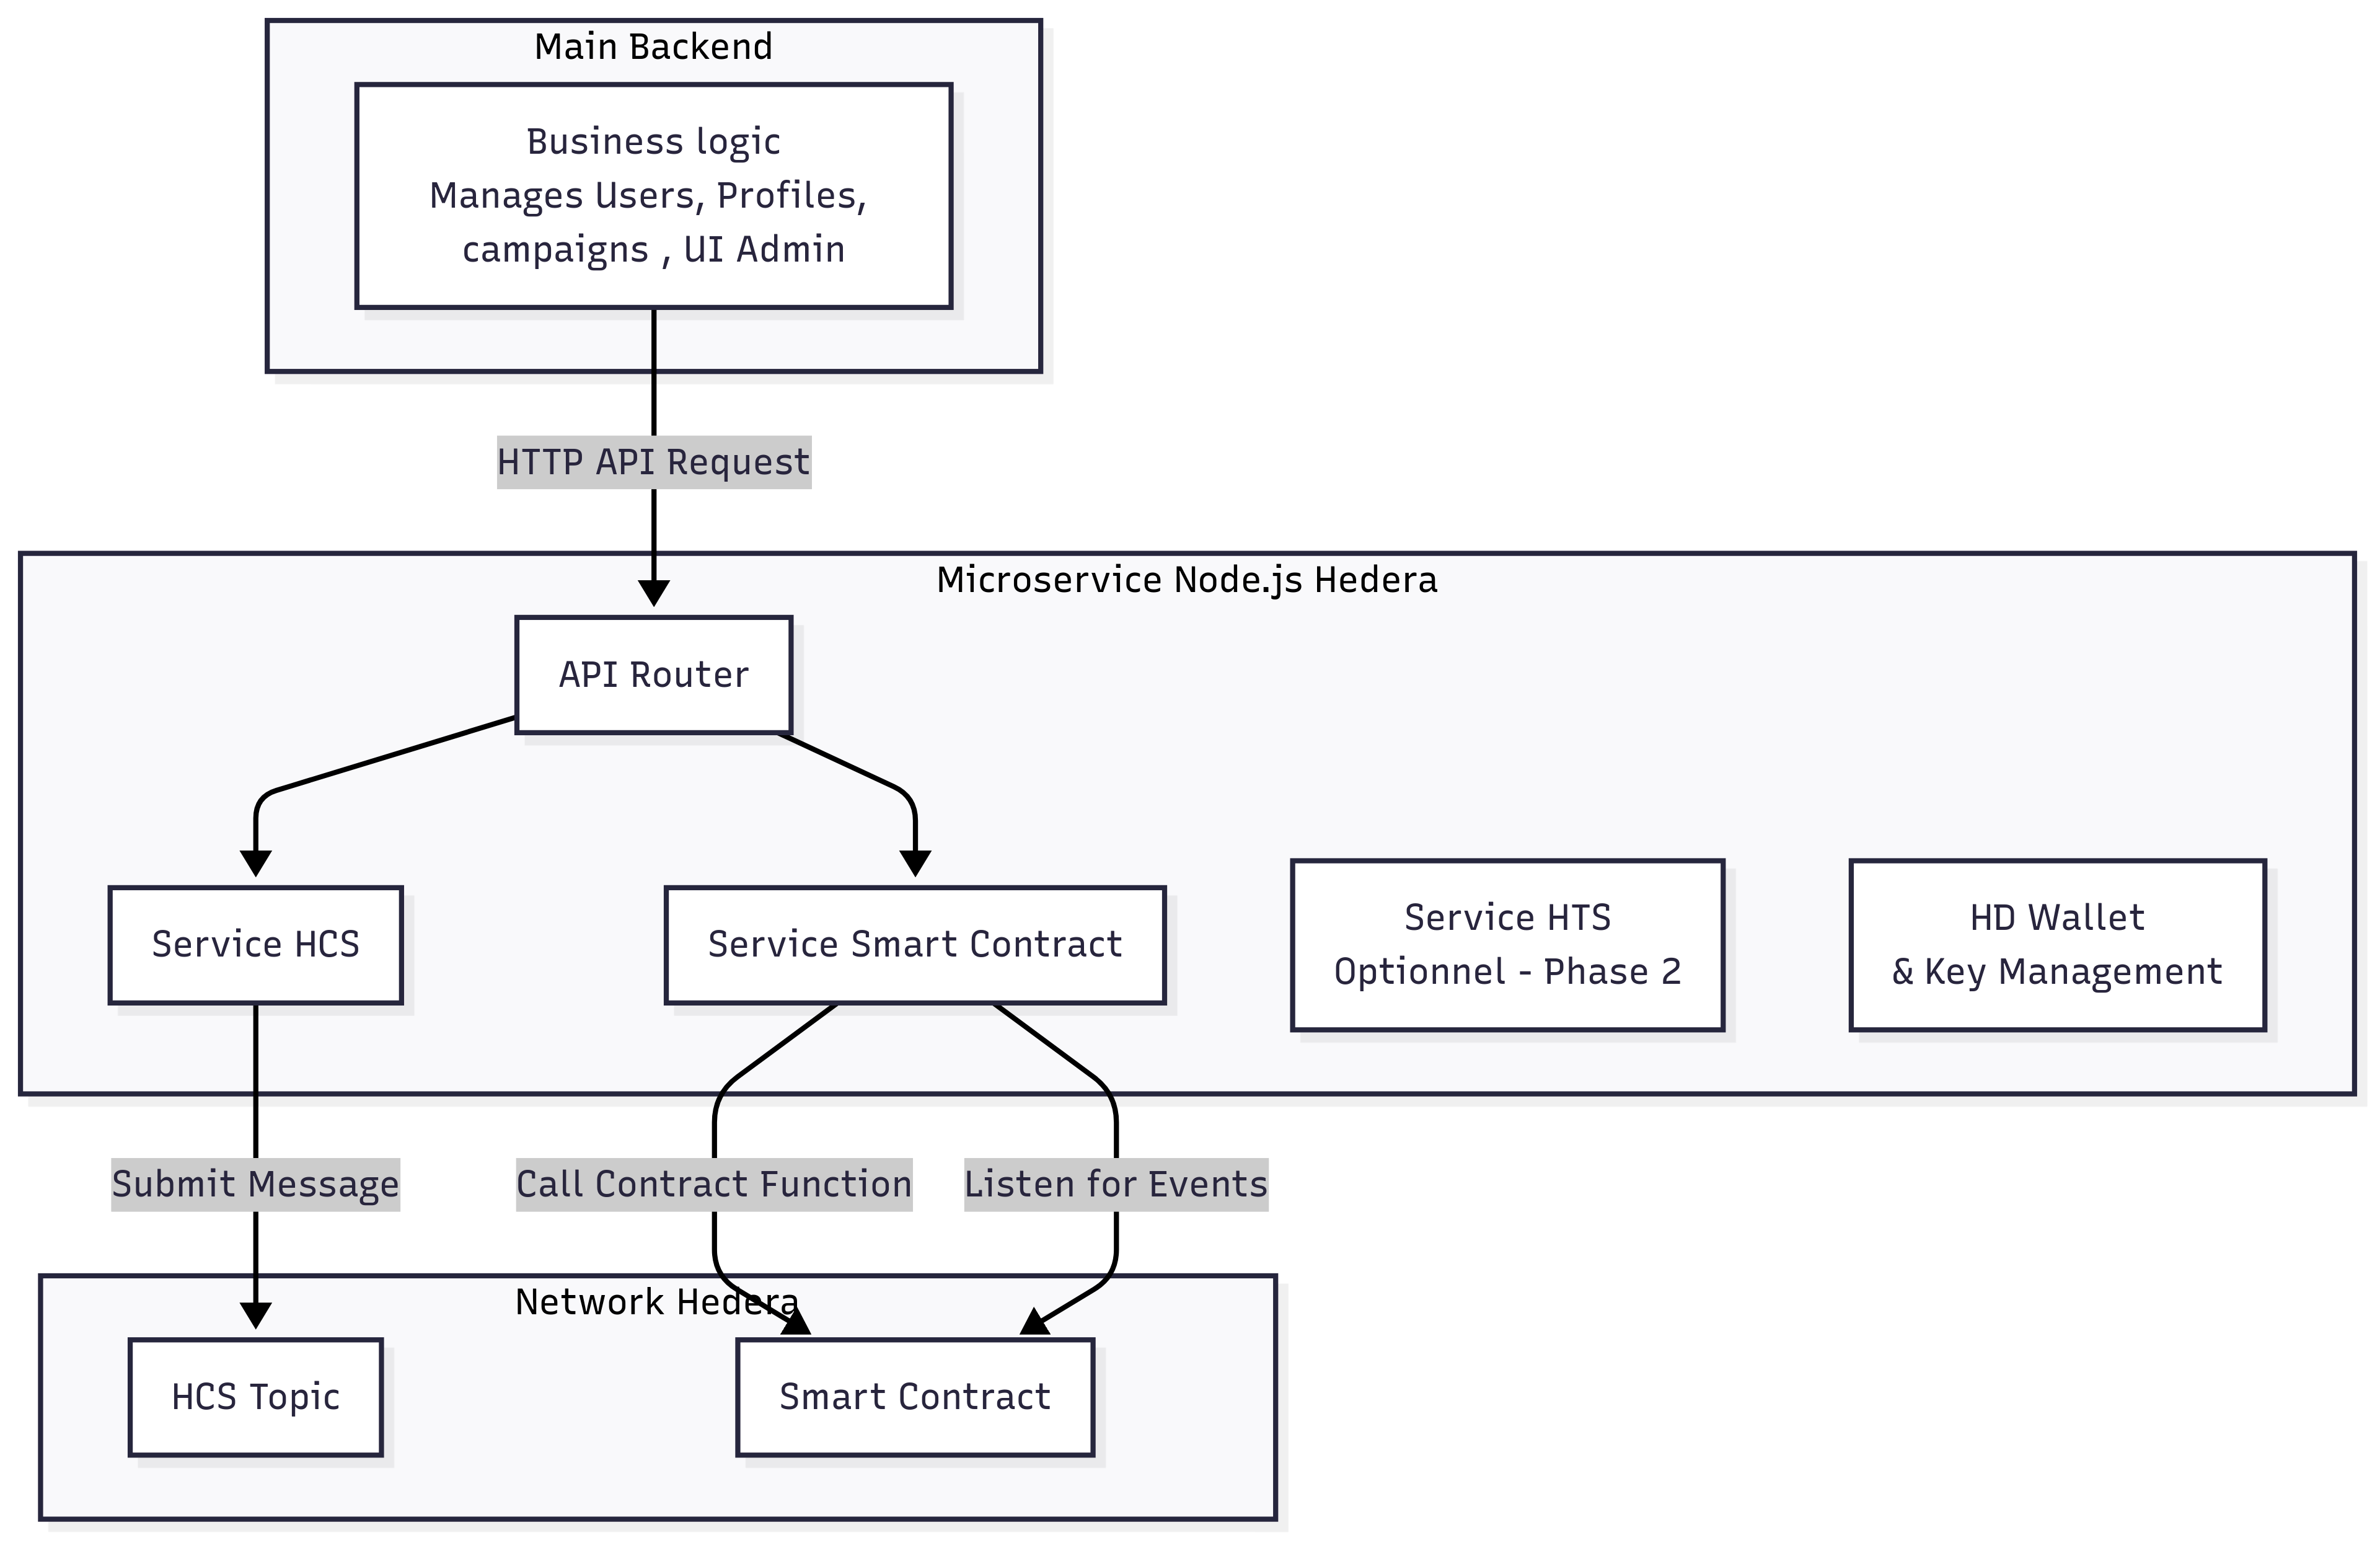 Main Backend
Business logic
Manages Users, Profiles,
campaigns , UI Admin
HTTP API Request
Microservice Node.js Hedera
API Router
Service HCS
Service Smart Contract
Service HTS
Optionnel - Phase 2
HD Wallet
& Key Management
Submit Message
Call Contract Function
Listen for Events
Network Hedera
HCS Topic
Smart Contract